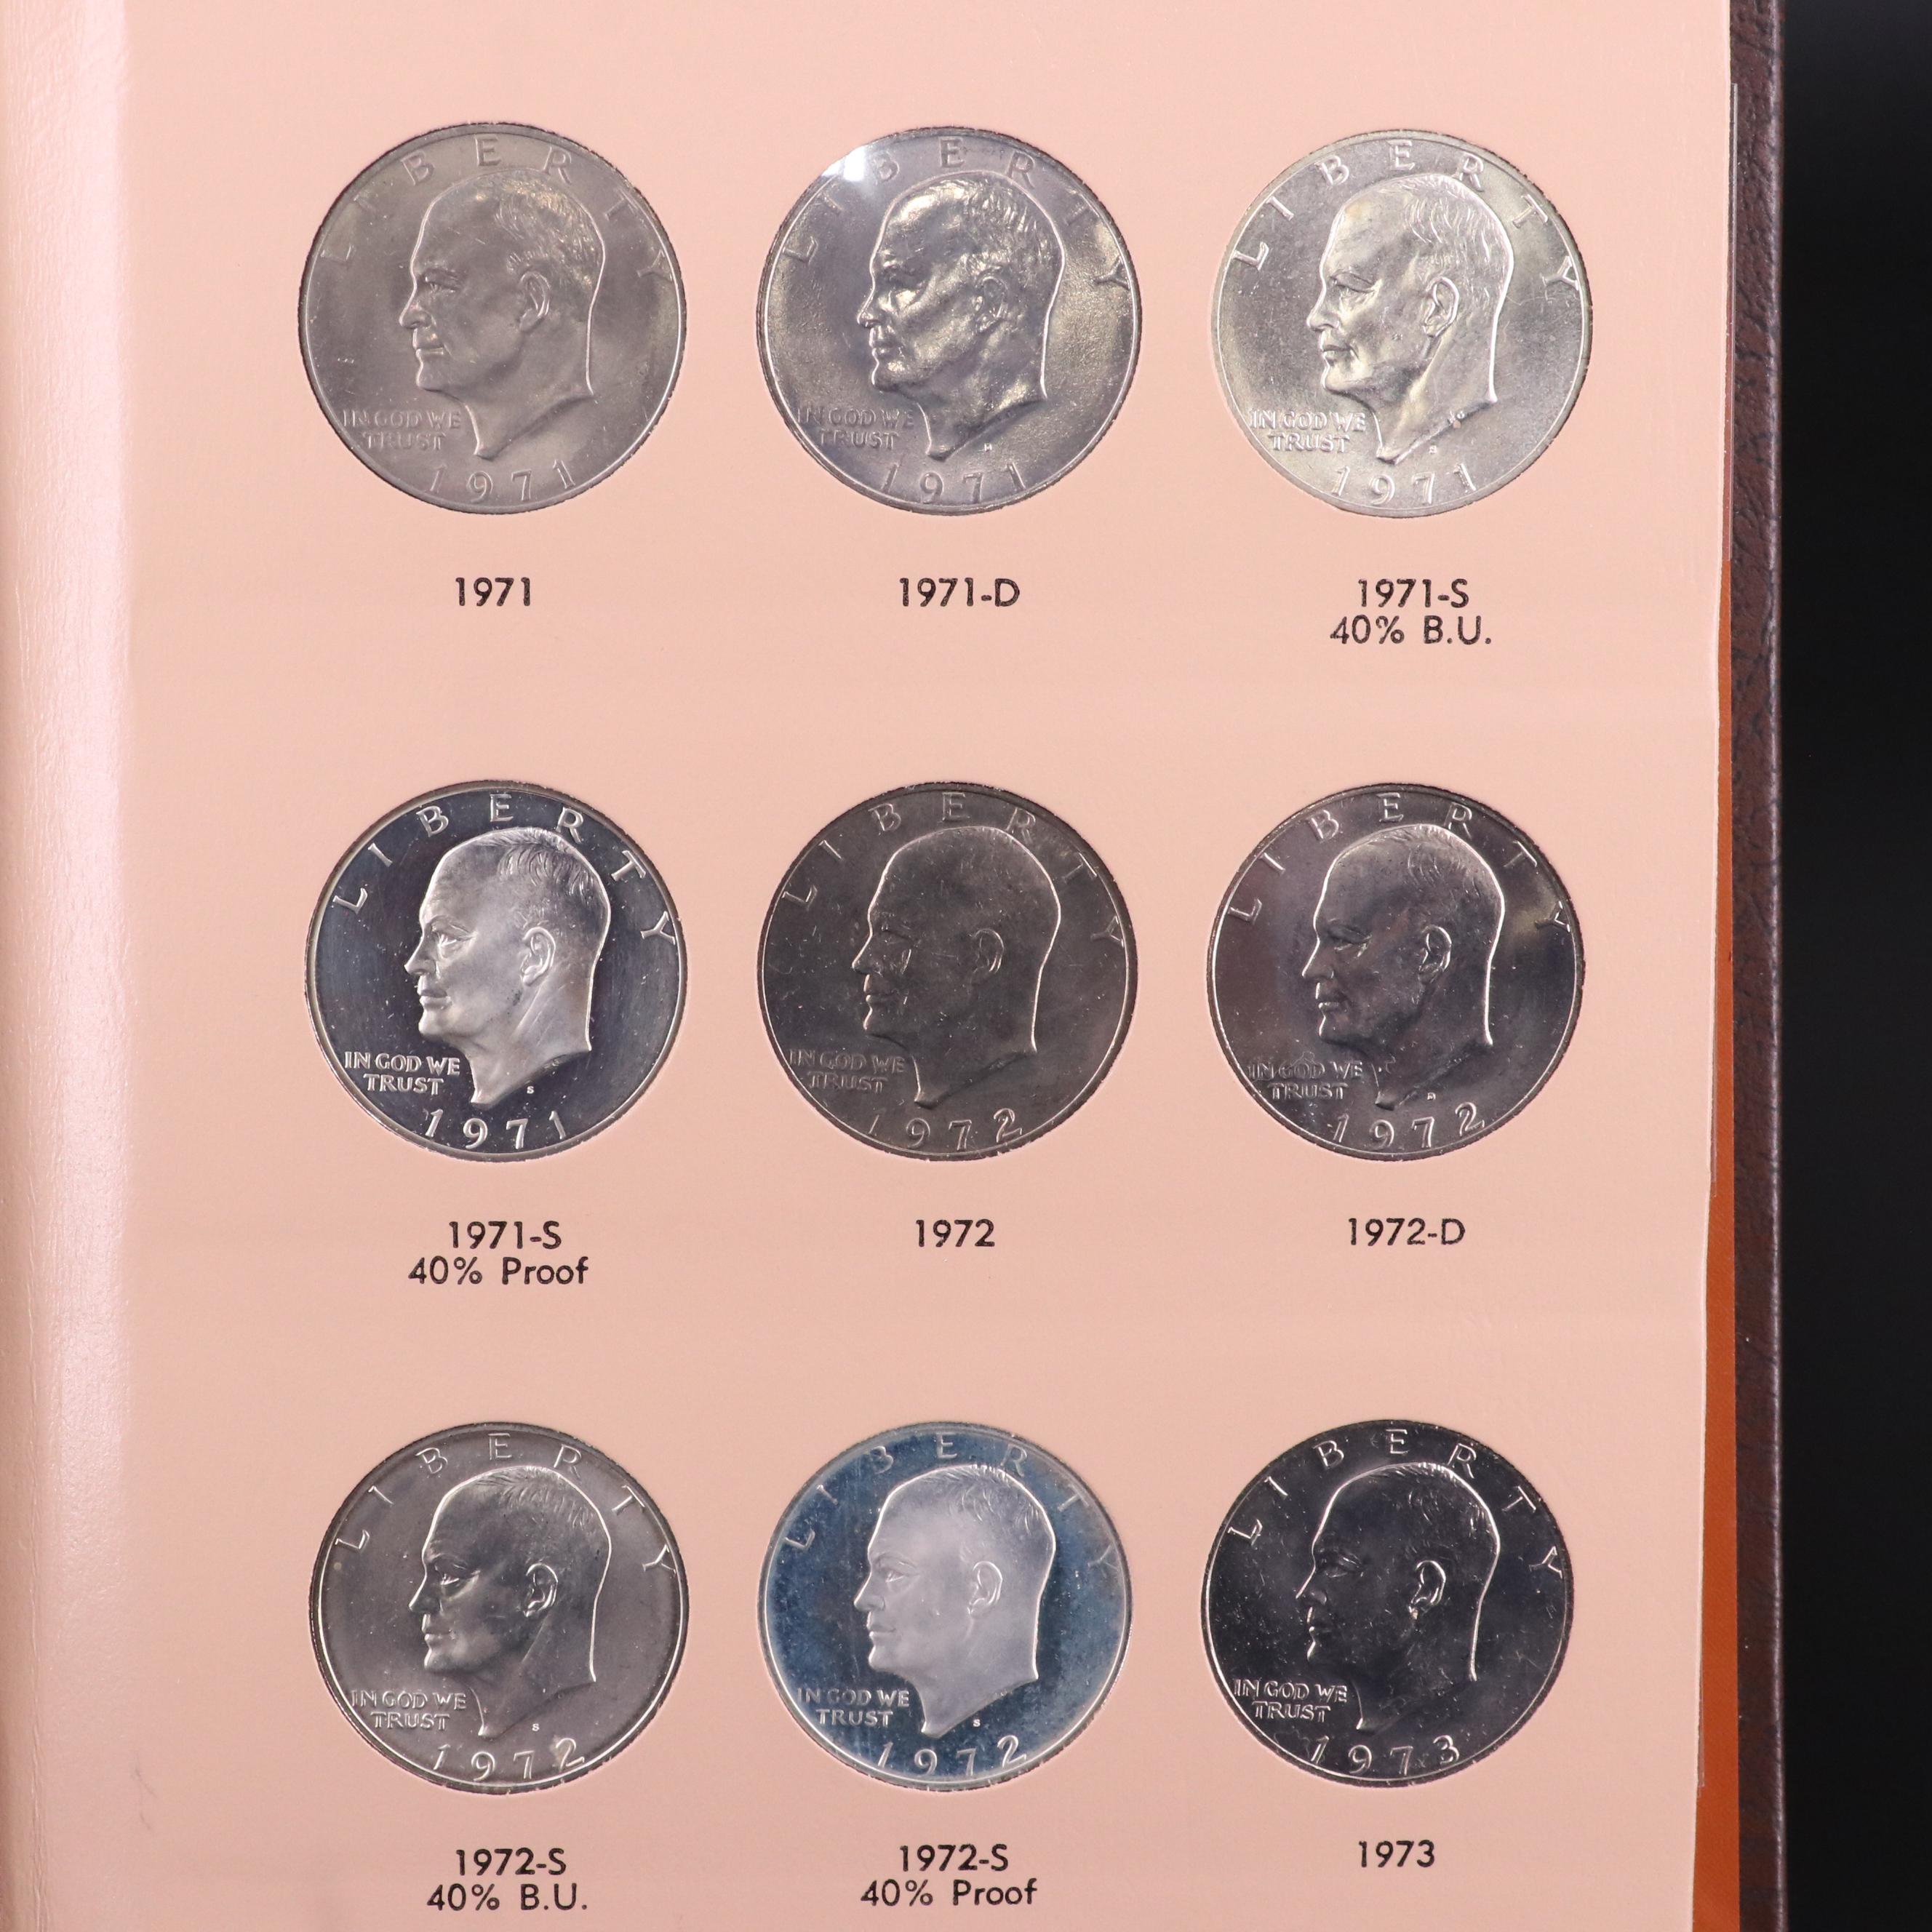 LIBERTY
IN GOD WE
TRUST
1971
LIBERTY
IN GOD WE
TRUST
D
1971
LIBERTY
IN GOD WE
TRUST
S
1971
1971
1971-D
1971-S
40% B.U.
LIBERTY
IN GOD WE
TRUST
S
1971
LIBERTY
IN GOD WE
TRUST
1972
LIBERTY
IN GOD WE
TRUST
D
1972
1971-S
40% Proof
1972
1972-D
LIBERTY
IN GOD WE
TRUST
S
1972
LIBERTY
IN GOD WE
TRUST
S
1972
LIBERTY
IN GOD WE
TRUST
1973
1972-S
40% B.U.
1972-S
40% Proof
1973